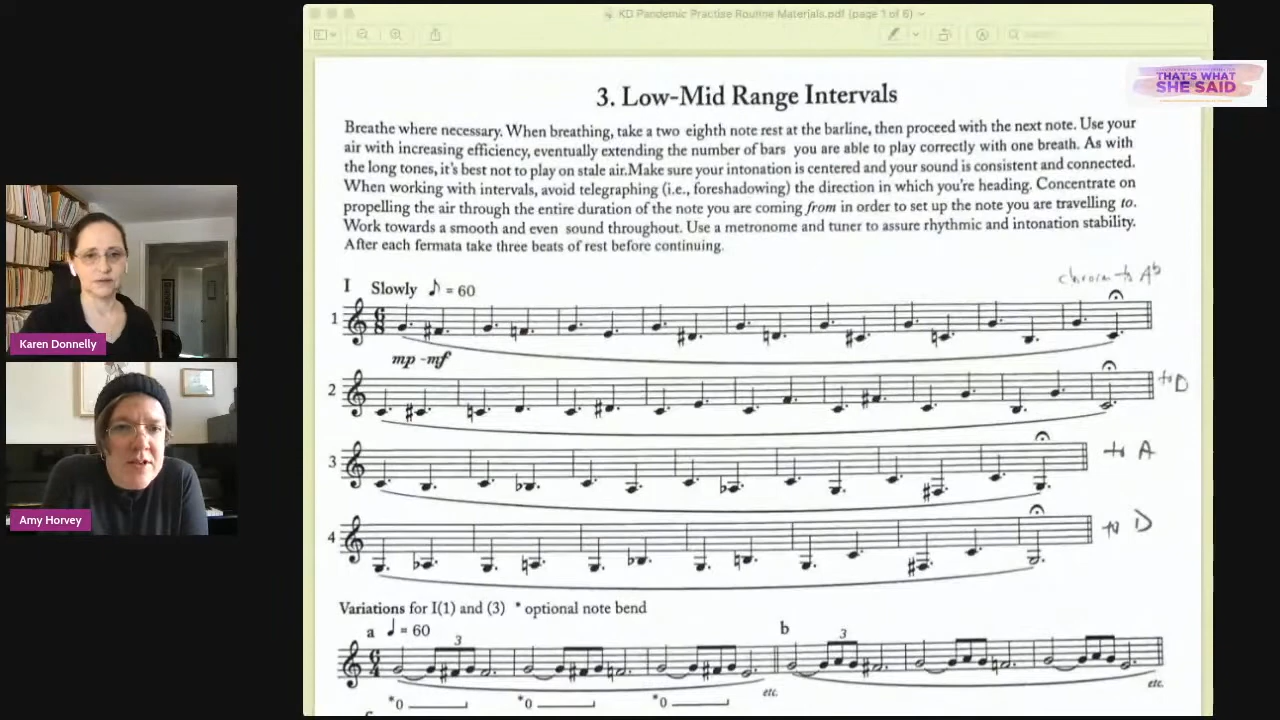 KD Pandemic Practise Routine Materials.pdf (page 1 of 6)
THAT'S WHAT
SHE SAID
3. Low-Mid Range Intervals
Breathe where necessary. When breathing, take a two eighth note rest at the barline, then proceed with the next note. Use your
air with increasing efficiency, eventually extending the number of bars you are able to play correctly with one breath. As with
the long tones, it's best not to play on stale air.Make sure your intonation is centered and your sound is consistent and connected.
When working with intervals, avoid telegraphing (i.e., foreshadowing) the direction in which you're heading. Concentrate on
propelling the air through the entire duration of the note you are coming from in order to set up the note you are travelling to.
Work towards a smooth and even sound throughout. Use a metronome and tuner to assure rhythmic and intonation stability.
After each fermata take three beats of rest before continuing.
to Ab
I Slowly ♪ = 60
1
6
8
mp -mf
2
to D
3
to A
4
to D
Variations for I(1) and (3) * optional note bend
a ♩ = 60
b
3
3
6
4
etc.
etc.
*0 *0 *0
Karen Donnelly
Amy Horvey